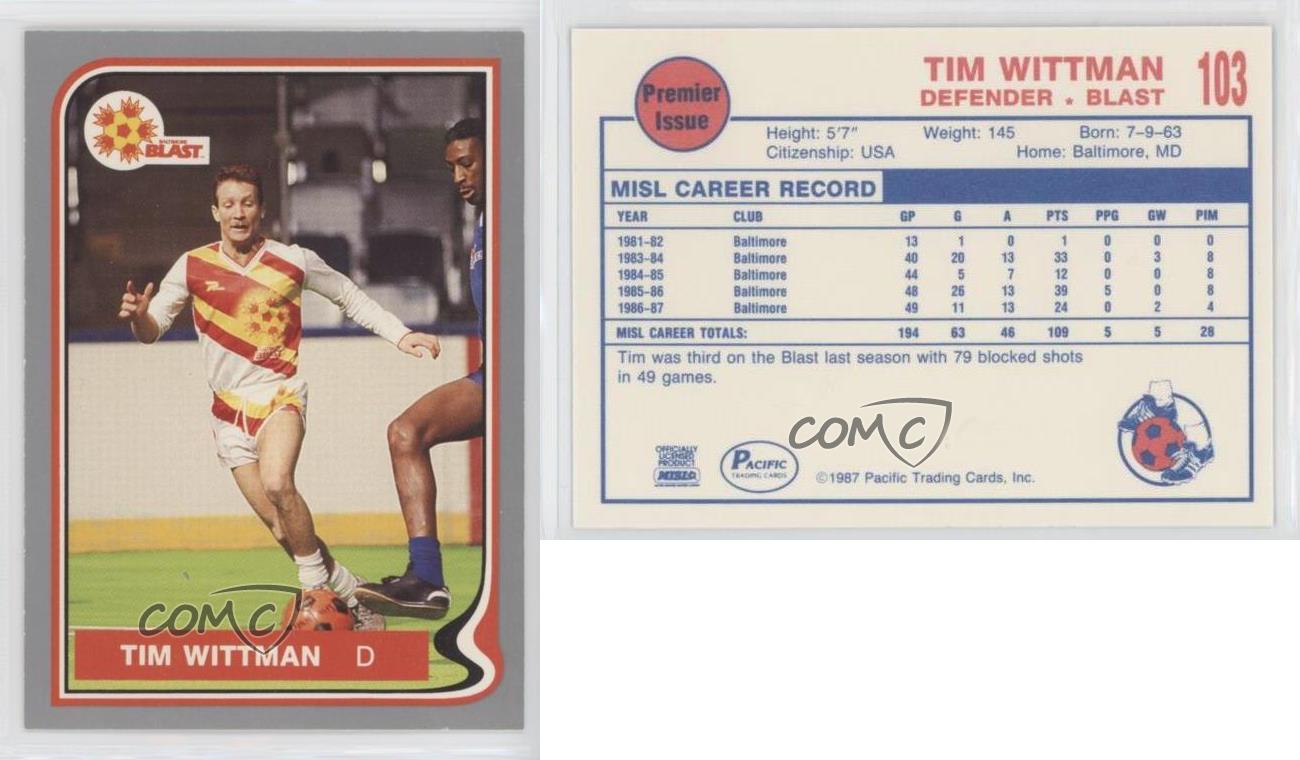 BALTIMORE
BLAST
TIM WITTMAN D
COMC
Premier
Issue
TIM WITTMAN 103
DEFENDER ★ BLAST
Height: 5'7" Weight: 145 Born: 7-9-63
Citizenship: USA Home: Baltimore, MD
MISL CAREER RECORD
YEAR CLUB GP G A PTS PPG GW PIM
1981-82 Baltimore 13 1 0 1 0 0 0
1983-84 Baltimore 40 20 13 33 0 3 8
1984-85 Baltimore 44 5 7 12 0 0 8
1985-86 Baltimore 48 26 13 39 5 0 8
1986-87 Baltimore 49 11 13 24 0 2 4
MISL CAREER TOTALS: 194 63 46 109 5 5 28
Tim was third on the Blast last season with 79 blocked shots
in 49 games.
COMC
OFFICIALLY
LICENSED
PRODUCT
MISL
PACIFIC
TRADING CARDS
©1987 Pacific Trading Cards, Inc.